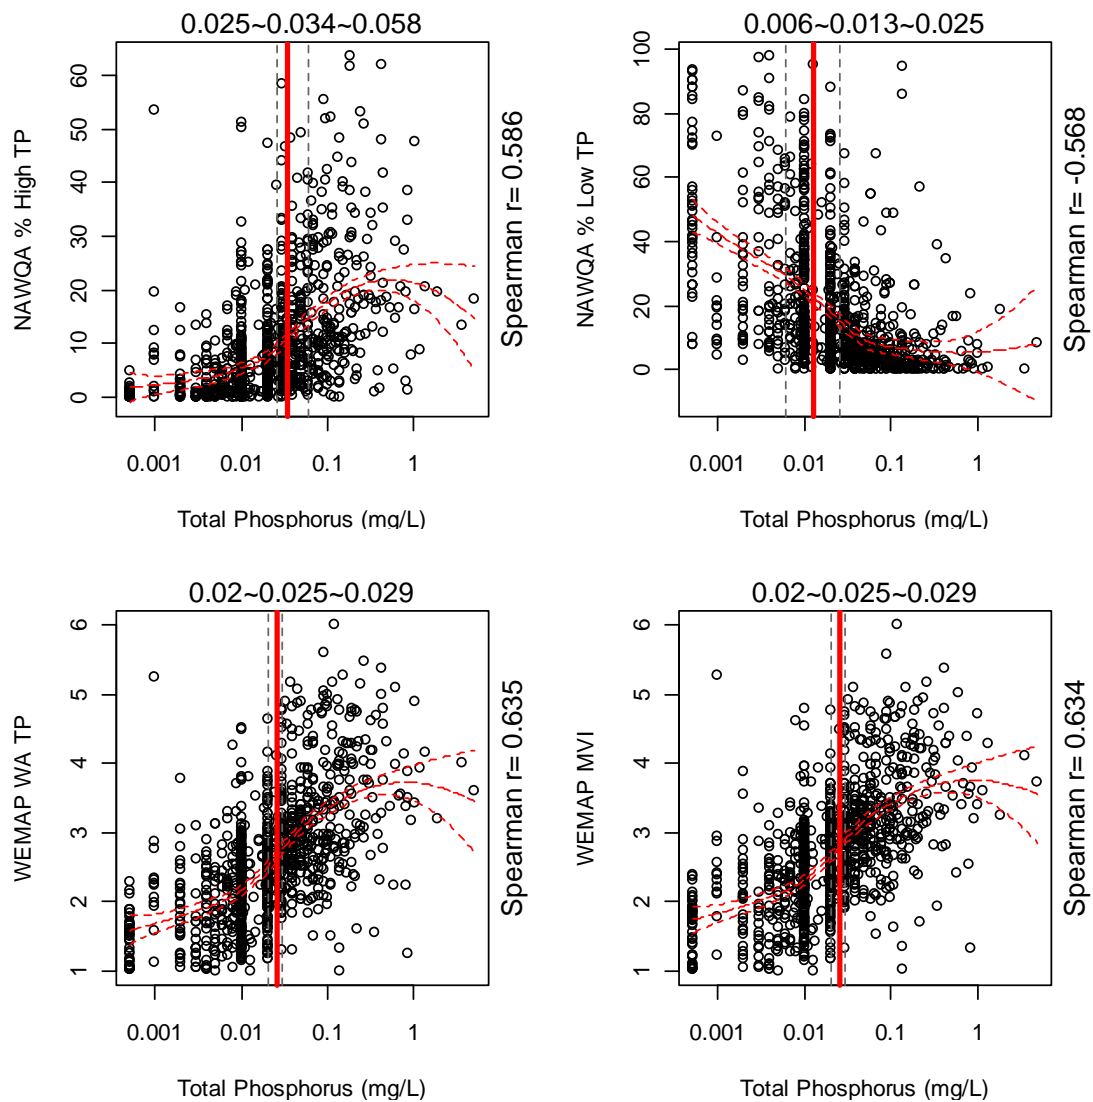 0.025~0.034~0.058
NAWQA % High TP
0 10 20 30 40 50 60
0.001 0.01 0.1 1
Total Phosphorus (mg/L)
Spearman r= 0.586
0.006~0.013~0.025
NAWQA % Low TP
0 20 40 60 80 100
0.001 0.01 0.1 1
Total Phosphorus (mg/L)
Spearman r= -0.568
0.02~0.025~0.029
WEMAP WA TP
1 2 3 4 5 6
0.001 0.01 0.1 1
Total Phosphorus (mg/L)
Spearman r= 0.635
0.02~0.025~0.029
WEMAP MVI
1 2 3 4 5 6
0.001 0.01 0.1 1
Total Phosphorus (mg/L)
Spearman r= 0.634